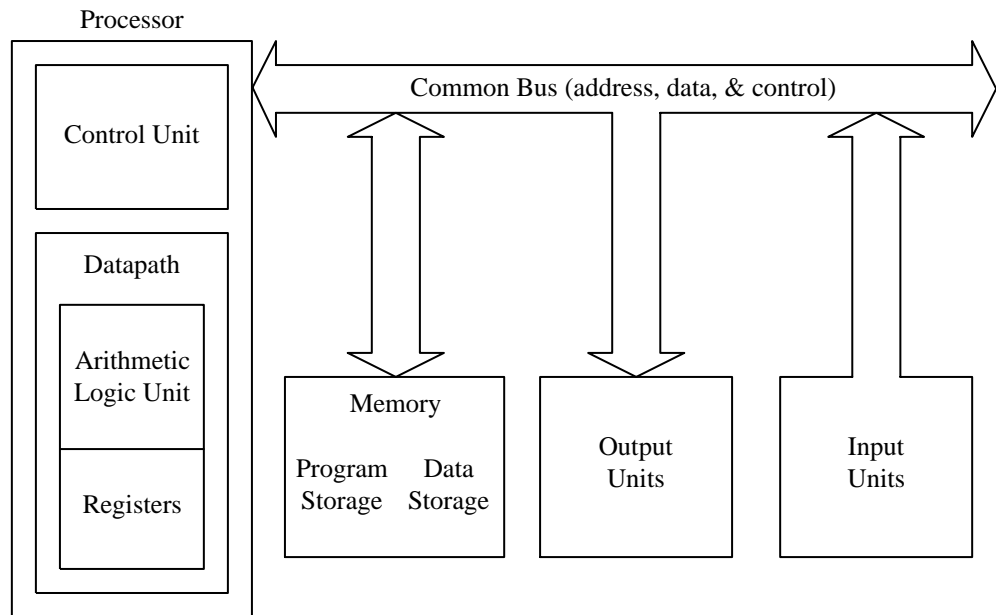 Processor
Common Bus (address, data, & control)
Control Unit
Datapath
Arithmetic
Logic Unit
Registers
Memory
Program
Storage
Data
Storage
Output
Units
Input
Units